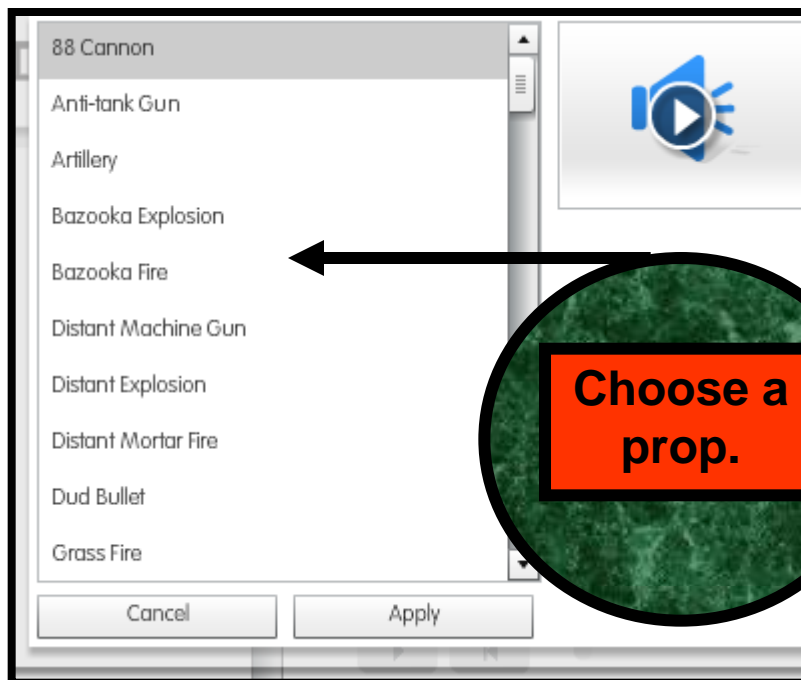 88 Cannon
Anti-tank Gun
Artillery
Bazooka Explosion
Bazooka Fire
Distant Machine Gun
Distant Explosion
Distant Mortar Fire
Dud Bullet
Grass Fire
Cancel
Apply
Choose a
prop.